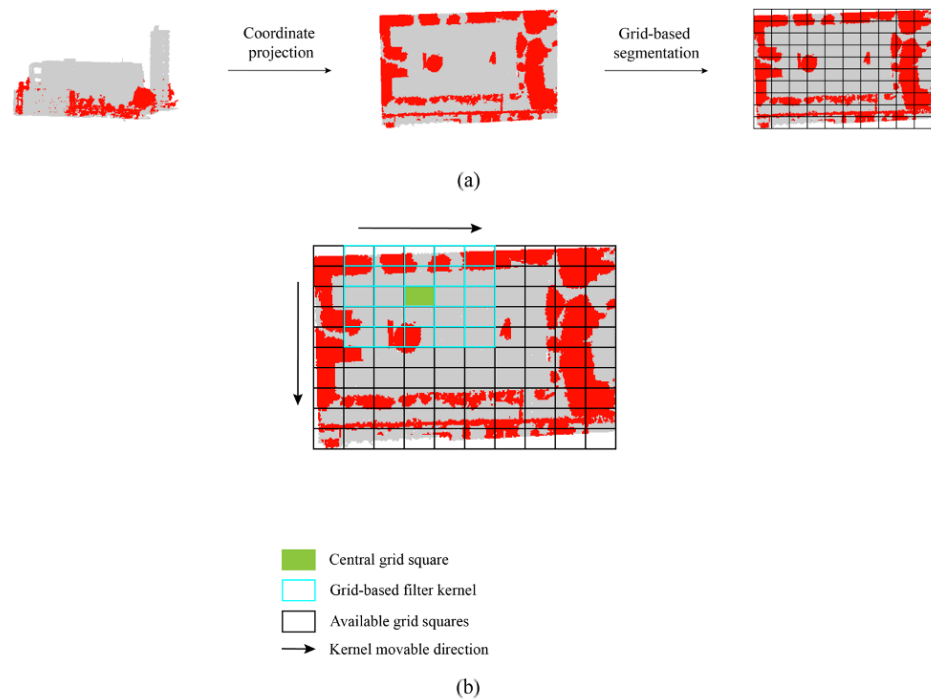 Coordinate
projection
Grid-based
segmentation
(a)
Central grid square
Grid-based filter kernel
Available grid squares
Kernel movable direction
(b)